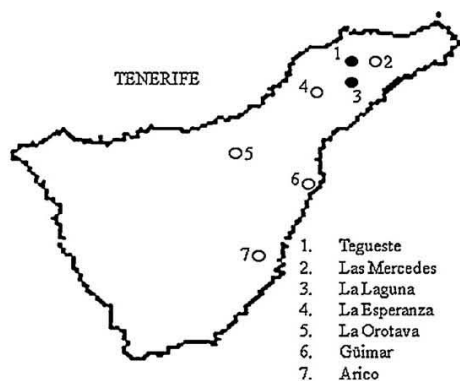 1
2
TENERIFE
4
3
5
6
7
1. Tegueste
2. Las Mercedes
3. La Laguna
4. La Esperanza
5. La Orotava
6. Güimar
7. Arico